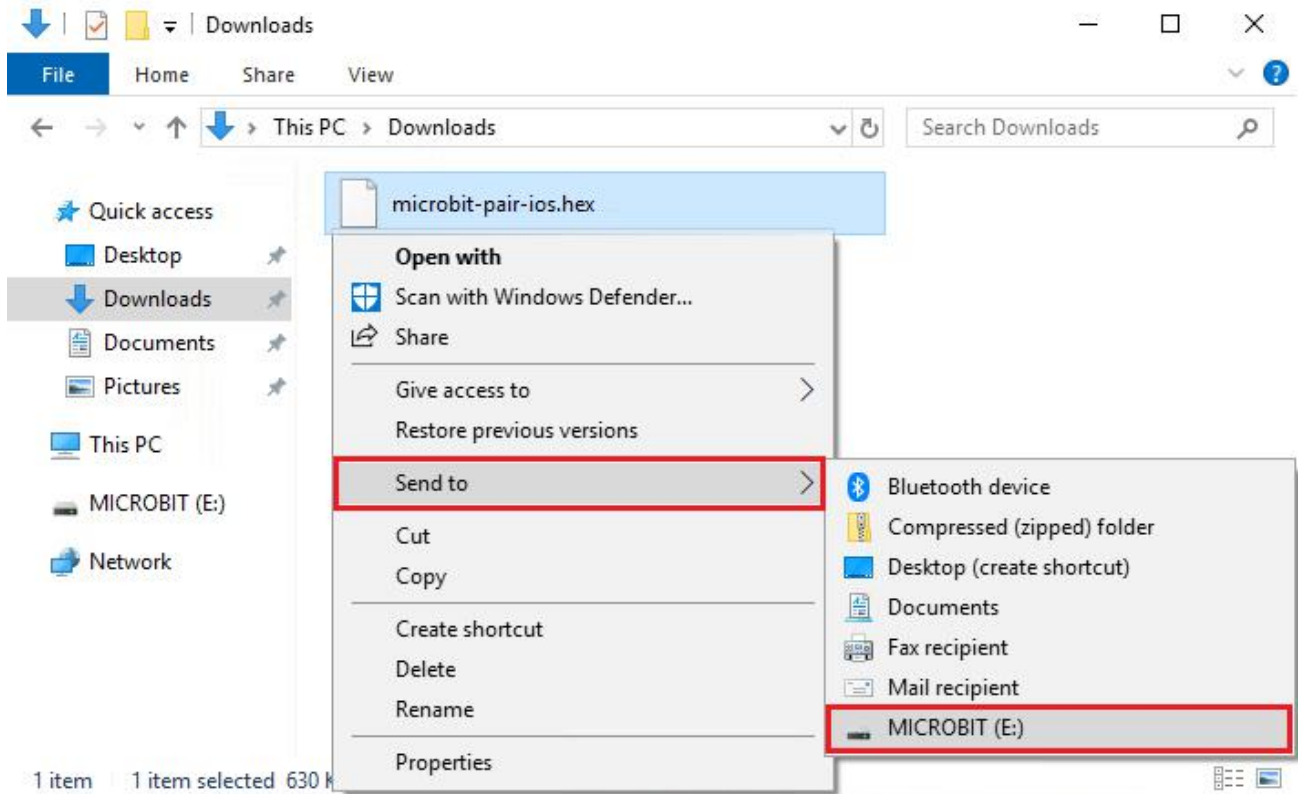 Downloads
File Home Share View
This PC Downloads Search Downloads
Quick access
Desktop
Downloads
Documents
Pictures
This PC
MICROBIT (E:)
Network
microbit-pair-ios.hex
Open with
Scan with Windows Defender...
Share
Give access to
Restore previous versions
Send to
Cut
Copy
Create shortcut
Delete
Rename
Properties
Bluetooth device
Compressed (zipped) folder
Desktop (create shortcut)
Documents
Fax recipient
Mail recipient
MICROBIT (E:)
1 item 1 item selected 630